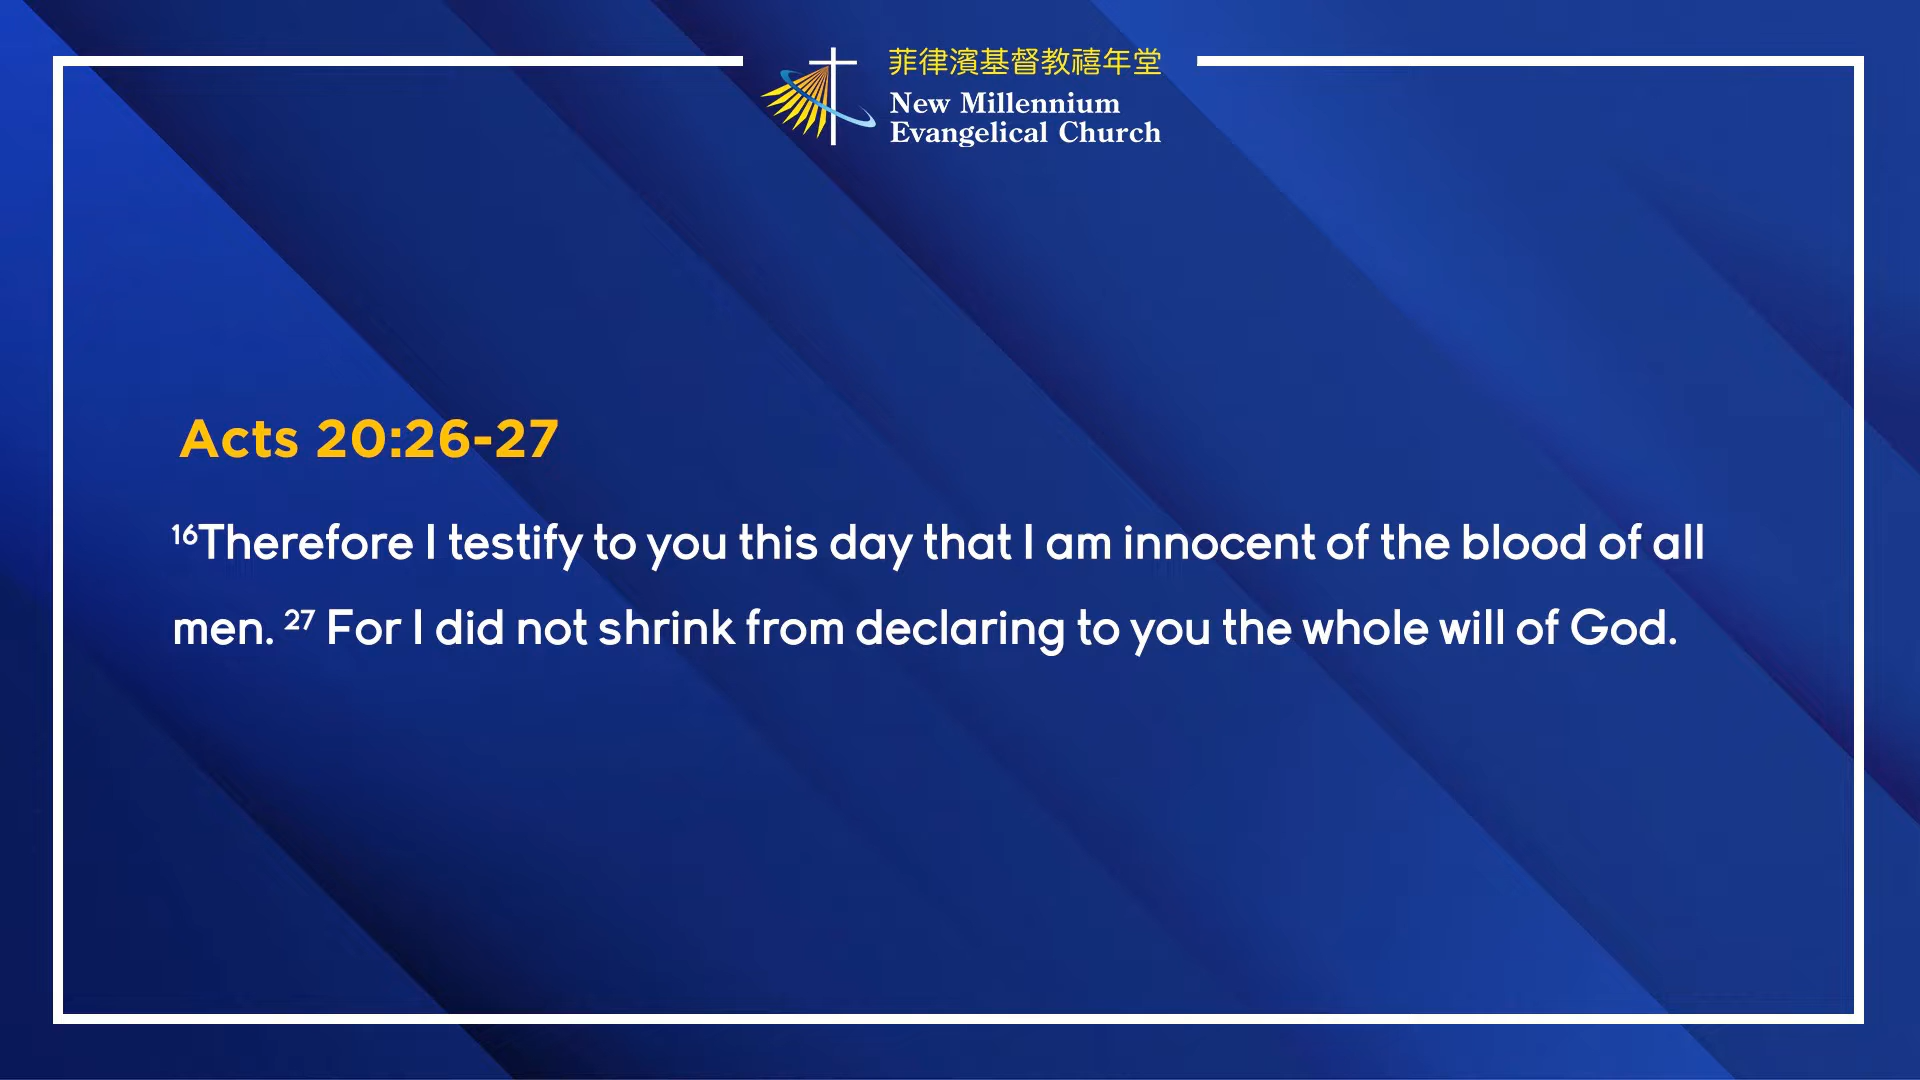 菲律濱基督教禧年堂
New Millennium
Evangelical Church
Acts 20:26-27
¹⁶Therefore I testify to you this day that I am innocent of the blood of all
men. ²⁷ For I did not shrink from declaring to you the whole will of God.